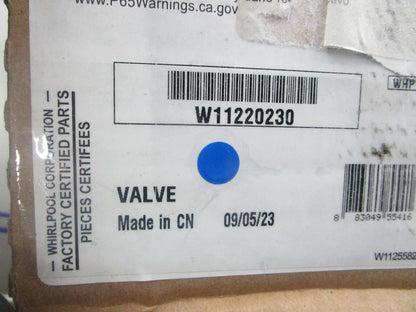 www.P65Warnings.ca.gov
WHP
W11220230
WHIRLPOOL CORPORATION
FACTORY CERTIFIED PARTS
PIECES CERTIFEES
VALVE
Made in CN 09/05/23
8 83049 55416
W1125582